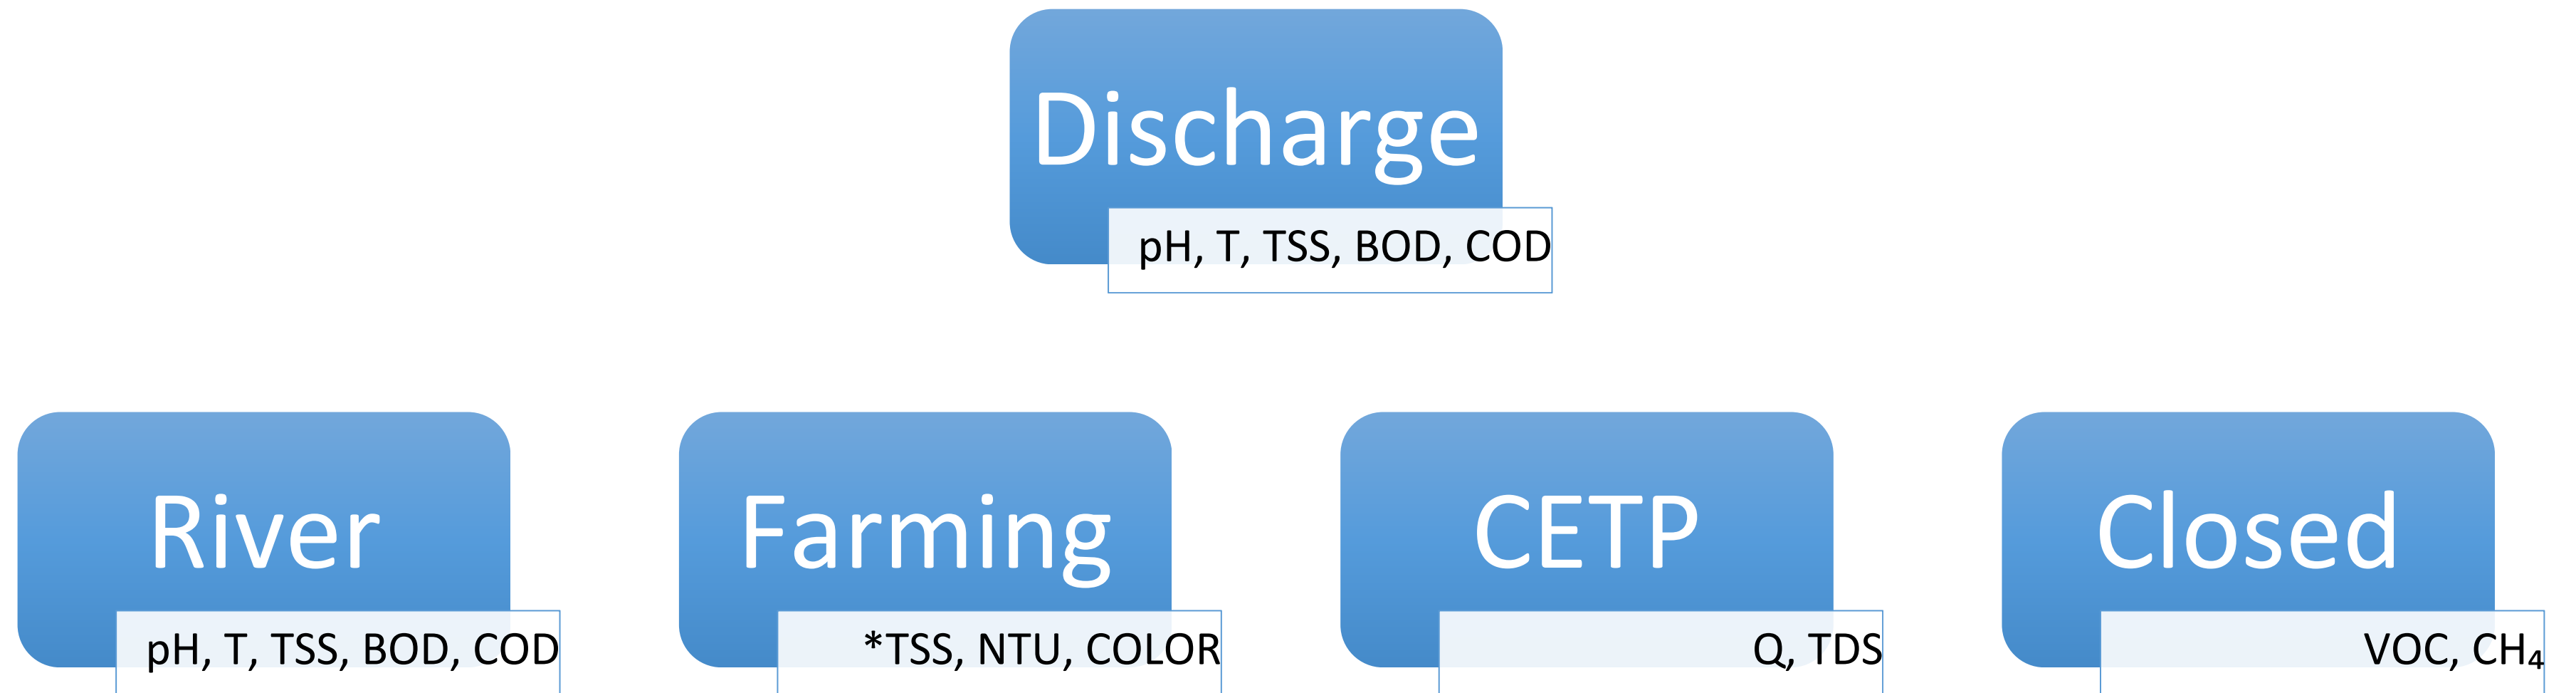 Discharge
pH, T, TSS, BOD, COD
River
pH, T, TSS, BOD, COD
Farming
*TSS, NTU, COLOR
CETP
Q, TDS
Closed
VOC, CH₄